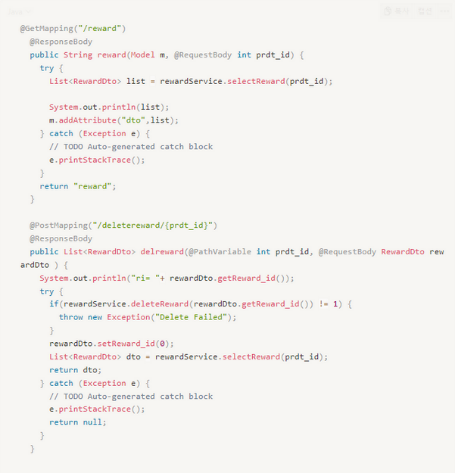 @GetMapping("/reward")
@ResponseBody
public String reward(Model m, @RequestBody int prdt_id) {
try {
List<RewardDto> list = rewardService.selectReward(prdt_id);
System.out.println(list);
m.addAttribute("dto",list);
} catch (Exception e) {
// TODO Auto-generated catch block
e.printStackTrace();
}
return "reward";
}
@PostMapping("/deletereward/{prdt_id}")
@ResponseBody
public List<RewardDto> delreward(@PathVariable int prdt_id, @RequestBody RewardDto rew
ardDto ) {
System.out.println("ri= "+ rewardDto.getReward_id());
try {
if(rewardService.deleteReward(rewardDto.getReward_id()) != 1) {
throw new Exception("Delete Failed");
}
rewardDto.setReward_id(0);
List<RewardDto> dto = rewardService.selectReward(prdt_id);
return dto;
} catch (Exception e) {
// TODO Auto-generated catch block
e.printStackTrace();
return null;
}
}